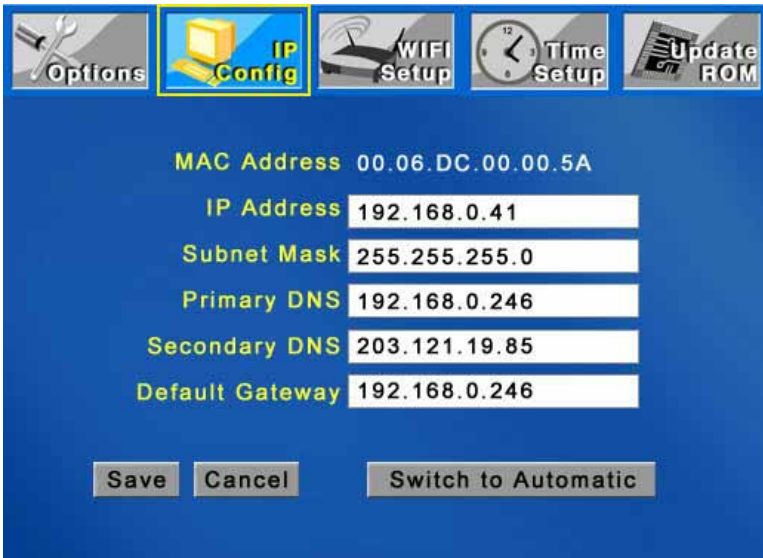 Options
IP
Config
WIFI
Setup
12
Time
Setup
Update
ROM
MAC Address 00.06.DC.00.00.5A
IP Address 192.168.0.41
Subnet Mask 255.255.255.0
Primary DNS 192.168.0.246
Secondary DNS 203.121.19.85
Default Gateway 192.168.0.246
Save Cancel Switch to Automatic